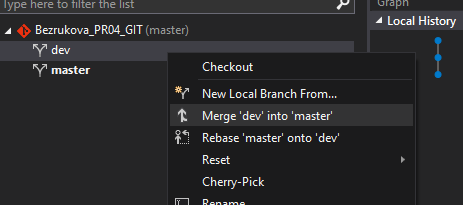 Type here to filter the list
Graph
Bezrukova_PR04_GIT (master)
Local History
dev
master
Checkout
New Local Branch From...
Merge 'dev' into 'master'
Rebase 'master' onto 'dev'
Reset
Cherry-Pick
Rename